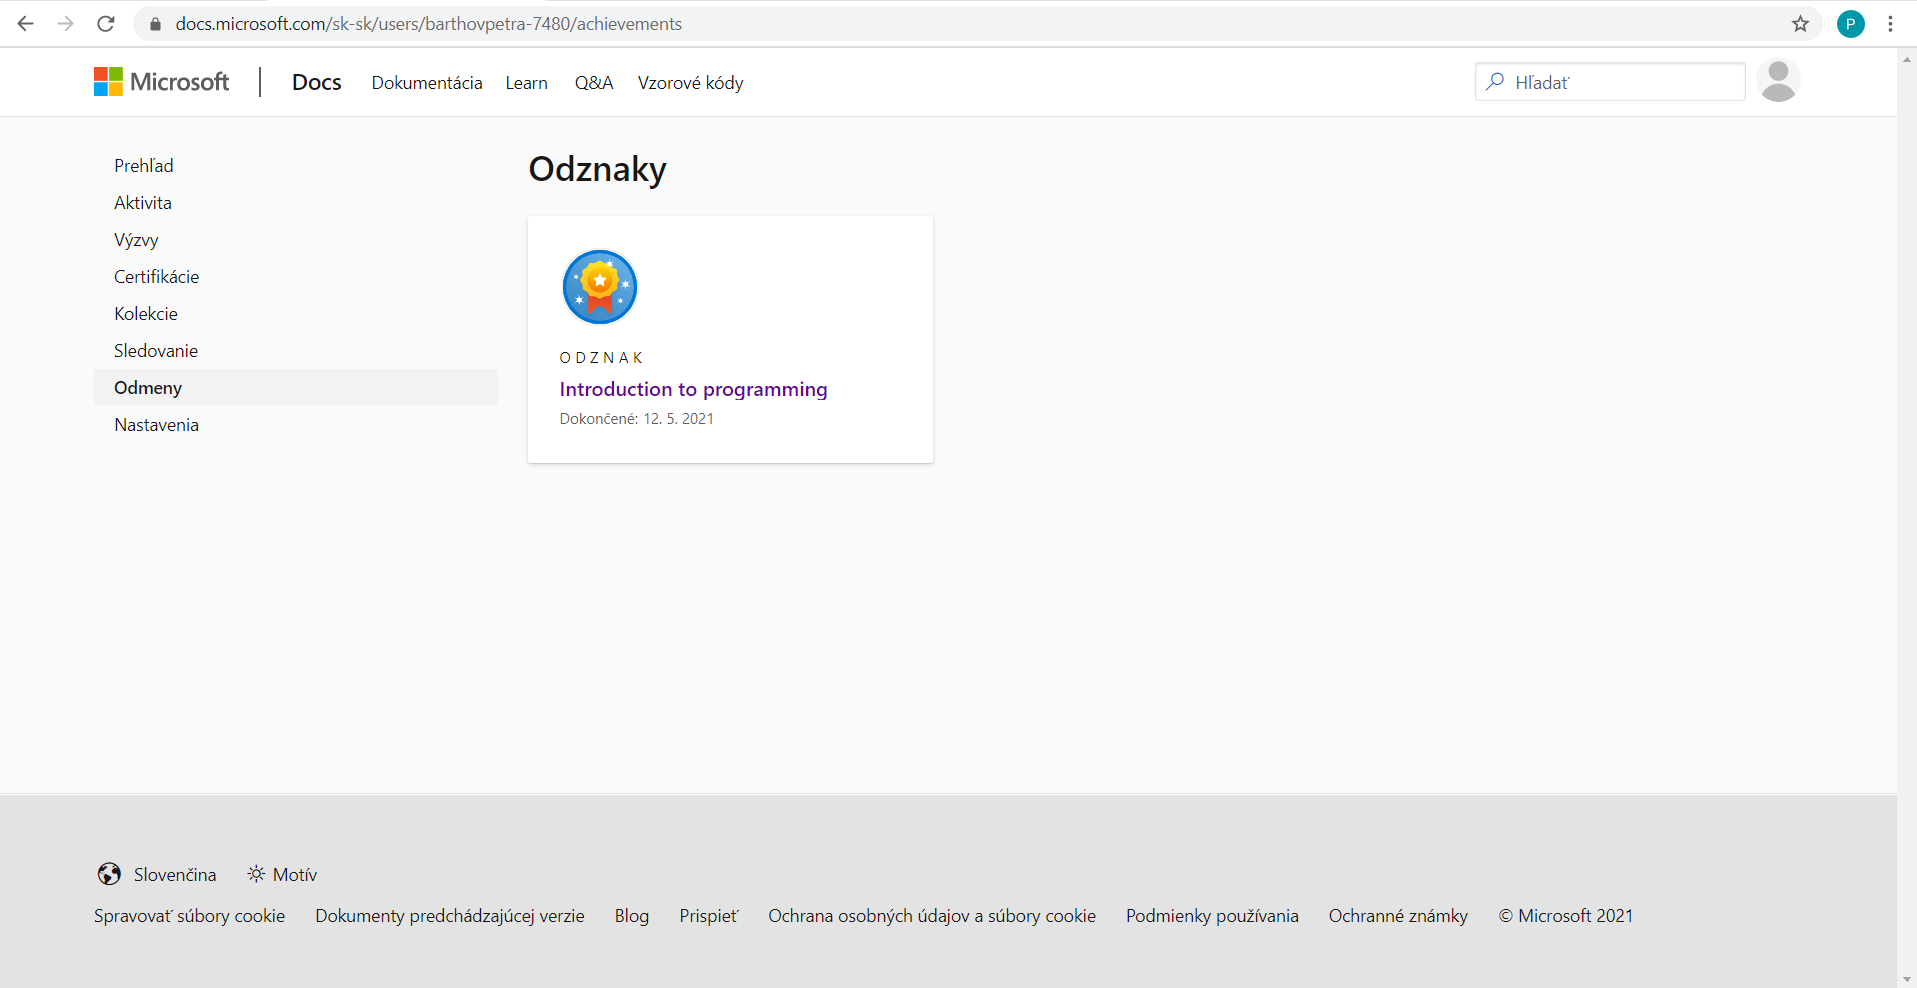 docs.microsoft.com/sk-sk/users/barthovpetra-7480/achievements
P
Microsoft Docs Dokumentácia Learn Q&A Vzorové kódy Hľadať
Prehľad
Aktivita
Výzvy
Certifikácie
Kolekcie
Sledovanie
Odmeny
Nastavenia
Odznaky
ODZNAK
Introduction to programming
Dokončené: 12. 5. 2021
Slovenčina Motív
Spravovať súbory cookie Dokumenty predchádzajúcej verzie Blog Prispieť Ochrana osobných údajov a súbory cookie Podmienky používania Ochranné známky © Microsoft 2021